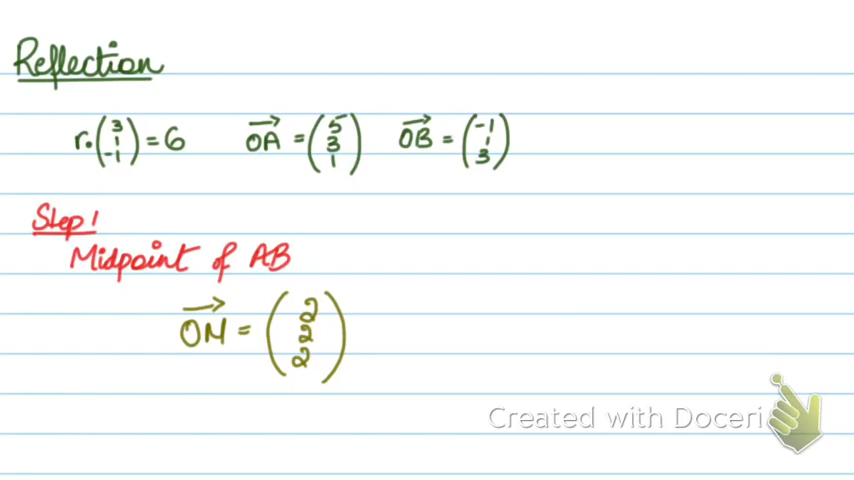 Reflection
r.(3 1 -1) = 6 OA = (5 3 1) OB = (-1 1 3)
Step 1
Midpoint of AB
OM = (2 2 2)
Created with Doceri